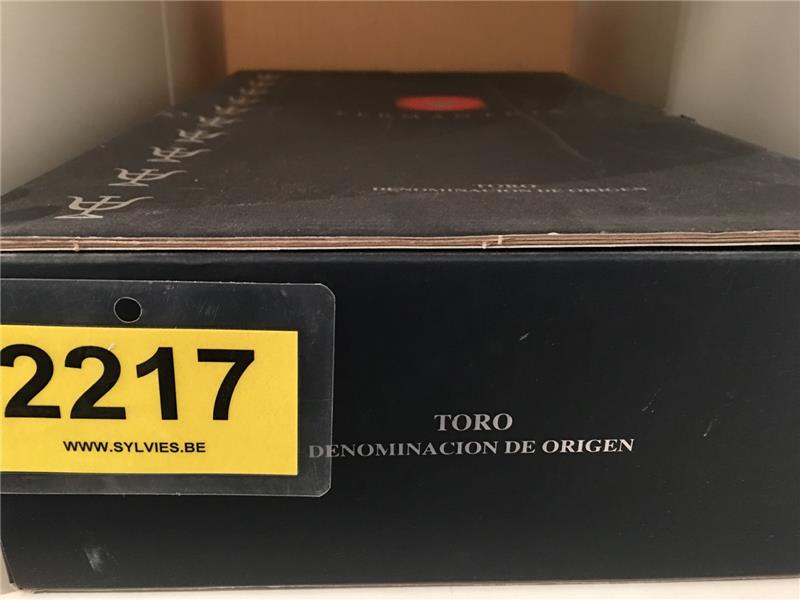 TORO
DENOMINACION DE ORIGEN
2217
WWW.SYLVIES.BE
TORO
DENOMINACION DE ORIGEN